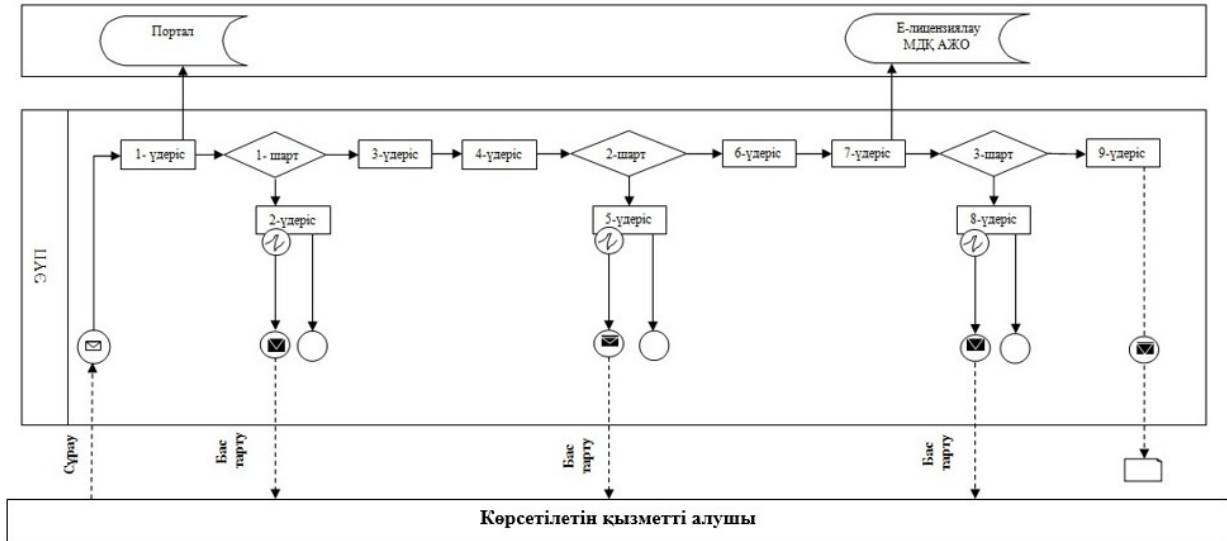 Портал
Е-лицензиялау
МДҚ АЖО
ЭҮП
1- үдеріс
1- шарт
3-үдеріс
4-үдеріс
2-шарт
6-үдеріс
7-үдеріс
3-шарт
9-үдеріс
2-үдеріс
5-үдеріс
8-үдеріс
Сұрау
Бас
тарту
Бас
тарту
Бас
тарту
Көрсетілетін қызметті алушы